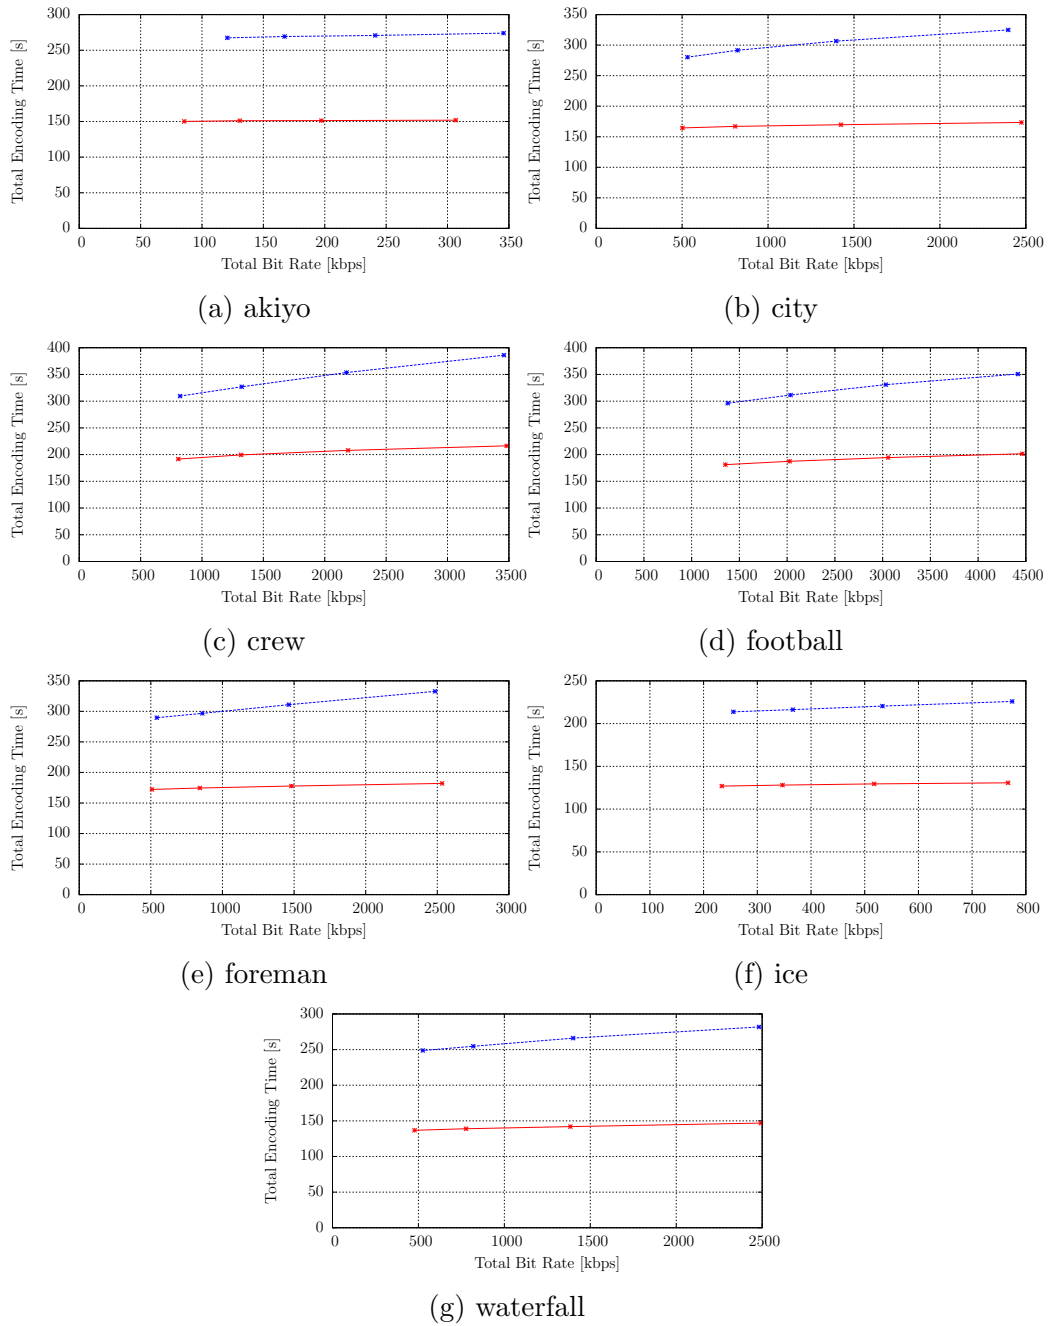 300
250
200
150
100
50
0
Total Encoding Time [s]
0 50 100 150 200 250 300 350
Total Bit Rate [kbps]
(a) akiyo
350
300
250
200
150
100
50
0
Total Encoding Time [s]
0 500 1000 1500 2000 2500
Total Bit Rate [kbps]
(b) city
400
350
300
250
200
150
100
50
0
Total Encoding Time [s]
0 500 1000 1500 2000 2500 3000 3500
Total Bit Rate [kbps]
(c) crew
400
350
300
250
200
150
100
50
0
Total Encoding Time [s]
0 500 1000 1500 2000 2500 3000 3500 4000 4500
Total Bit Rate [kbps]
(d) football
350
300
250
200
150
100
50
0
Total Encoding Time [s]
0 500 1000 1500 2000 2500 3000
Total Bit Rate [kbps]
(e) foreman
250
200
150
100
50
0
Total Encoding Time [s]
0 100 200 300 400 500 600 700 800
Total Bit Rate [kbps]
(f) ice
300
250
200
150
100
50
0
Total Encoding Time [s]
0 500 1000 1500 2000 2500
Total Bit Rate [kbps]
(g) waterfall